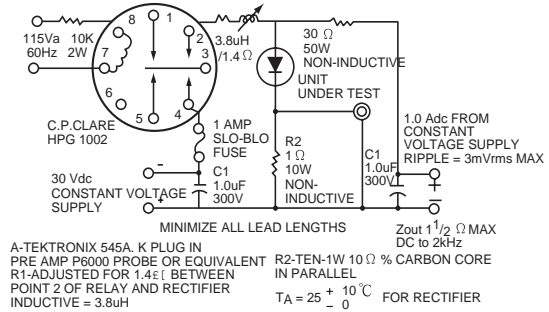 115Va
60Hz
10K
2W
8
1
2
7
3
6
5
4
C.P.CLARE
HPG 1002
3.8uH
/1.4 Ω
30 Ω
50W
NON-INDUCTIVE
UNIT
UNDER TEST
1 AMP
SLO-BLO
FUSE
R2
1 Ω
10W
NON-
INDUCTIVE
C1
1.0uF
300V
1.0 Adc FROM
CONSTANT
VOLTAGE SUPPLY
RIPPLE = 3mVrms MAX
30 Vdc
CONSTANT VOLTAGE
SUPPLY
-
+
C1
1.0uF
300V
+
−
MINIMIZE ALL LEAD LENGTHS
Zout 1 1/2 Ω MAX
DC to 2kHz
A-TEKTRONIX 545A. K PLUG IN
PRE AMP P6000 PROBE OR EQUIVALENT
R1-ADJUSTED FOR 1.4£[ BETWEEN
POINT 2 OF RELAY AND RECTIFIER
INDUCTIVE = 3.8uH
R2-TEN-1W 10 Ω % CARBON CORE
IN PARALLEL
TA = 25 + 10 °C FOR RECTIFIER
− 0